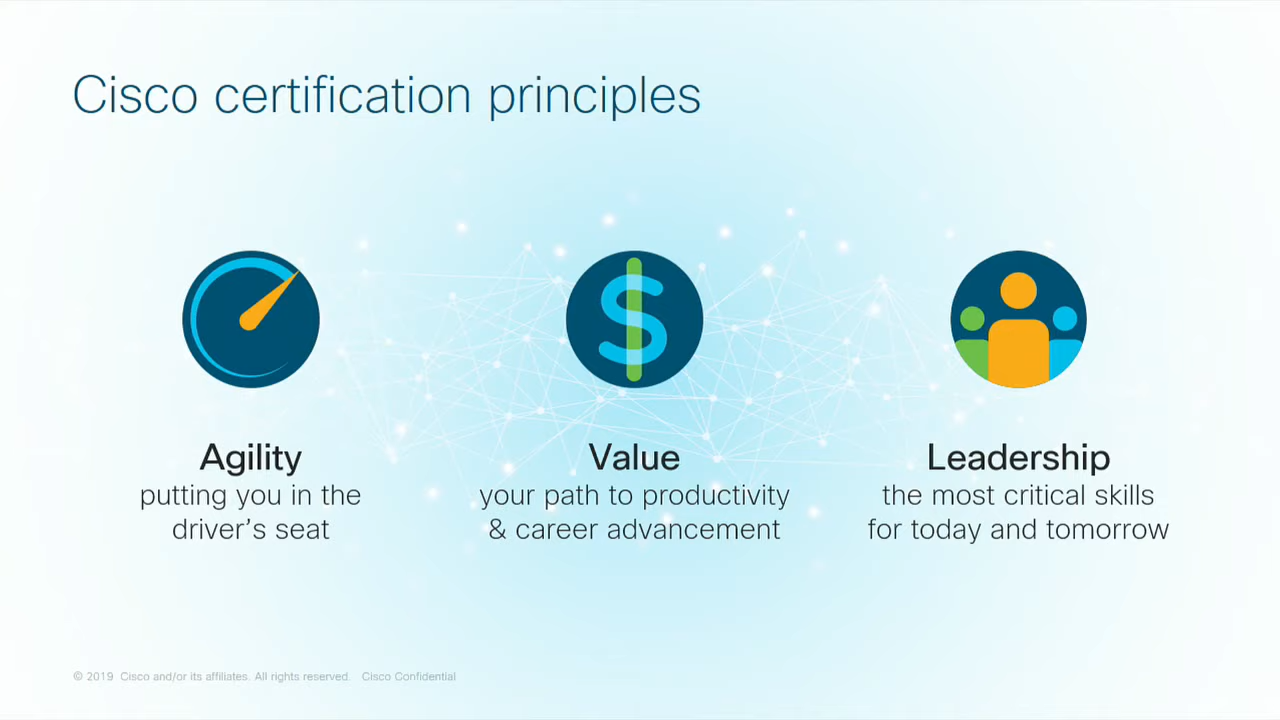 Cisco certification principles
Agility
putting you in the
driver’s seat
Value
your path to productivity
& career advancement
Leadership
the most critical skills
for today and tomorrow
© 2019 Cisco and/or its affiliates. All rights reserved. Cisco Confidential